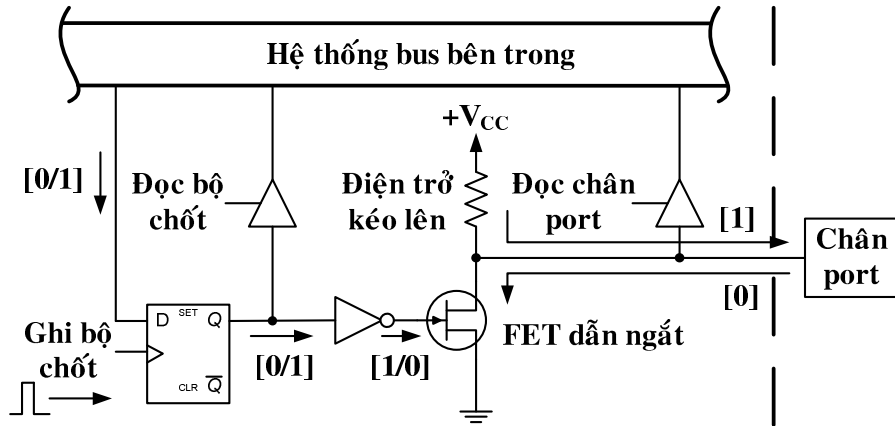 Hệ thống bus bên trong
+VCC
[0/1]
Đọc bộ
chốt
Điện trở
kéo lên
Đọc chân
port
[1]
Chân
port
[0]
D
SET
Q
CLR
Q
Ghi bộ
chốt
[0/1]
[1/0]
FET dẫn ngắt